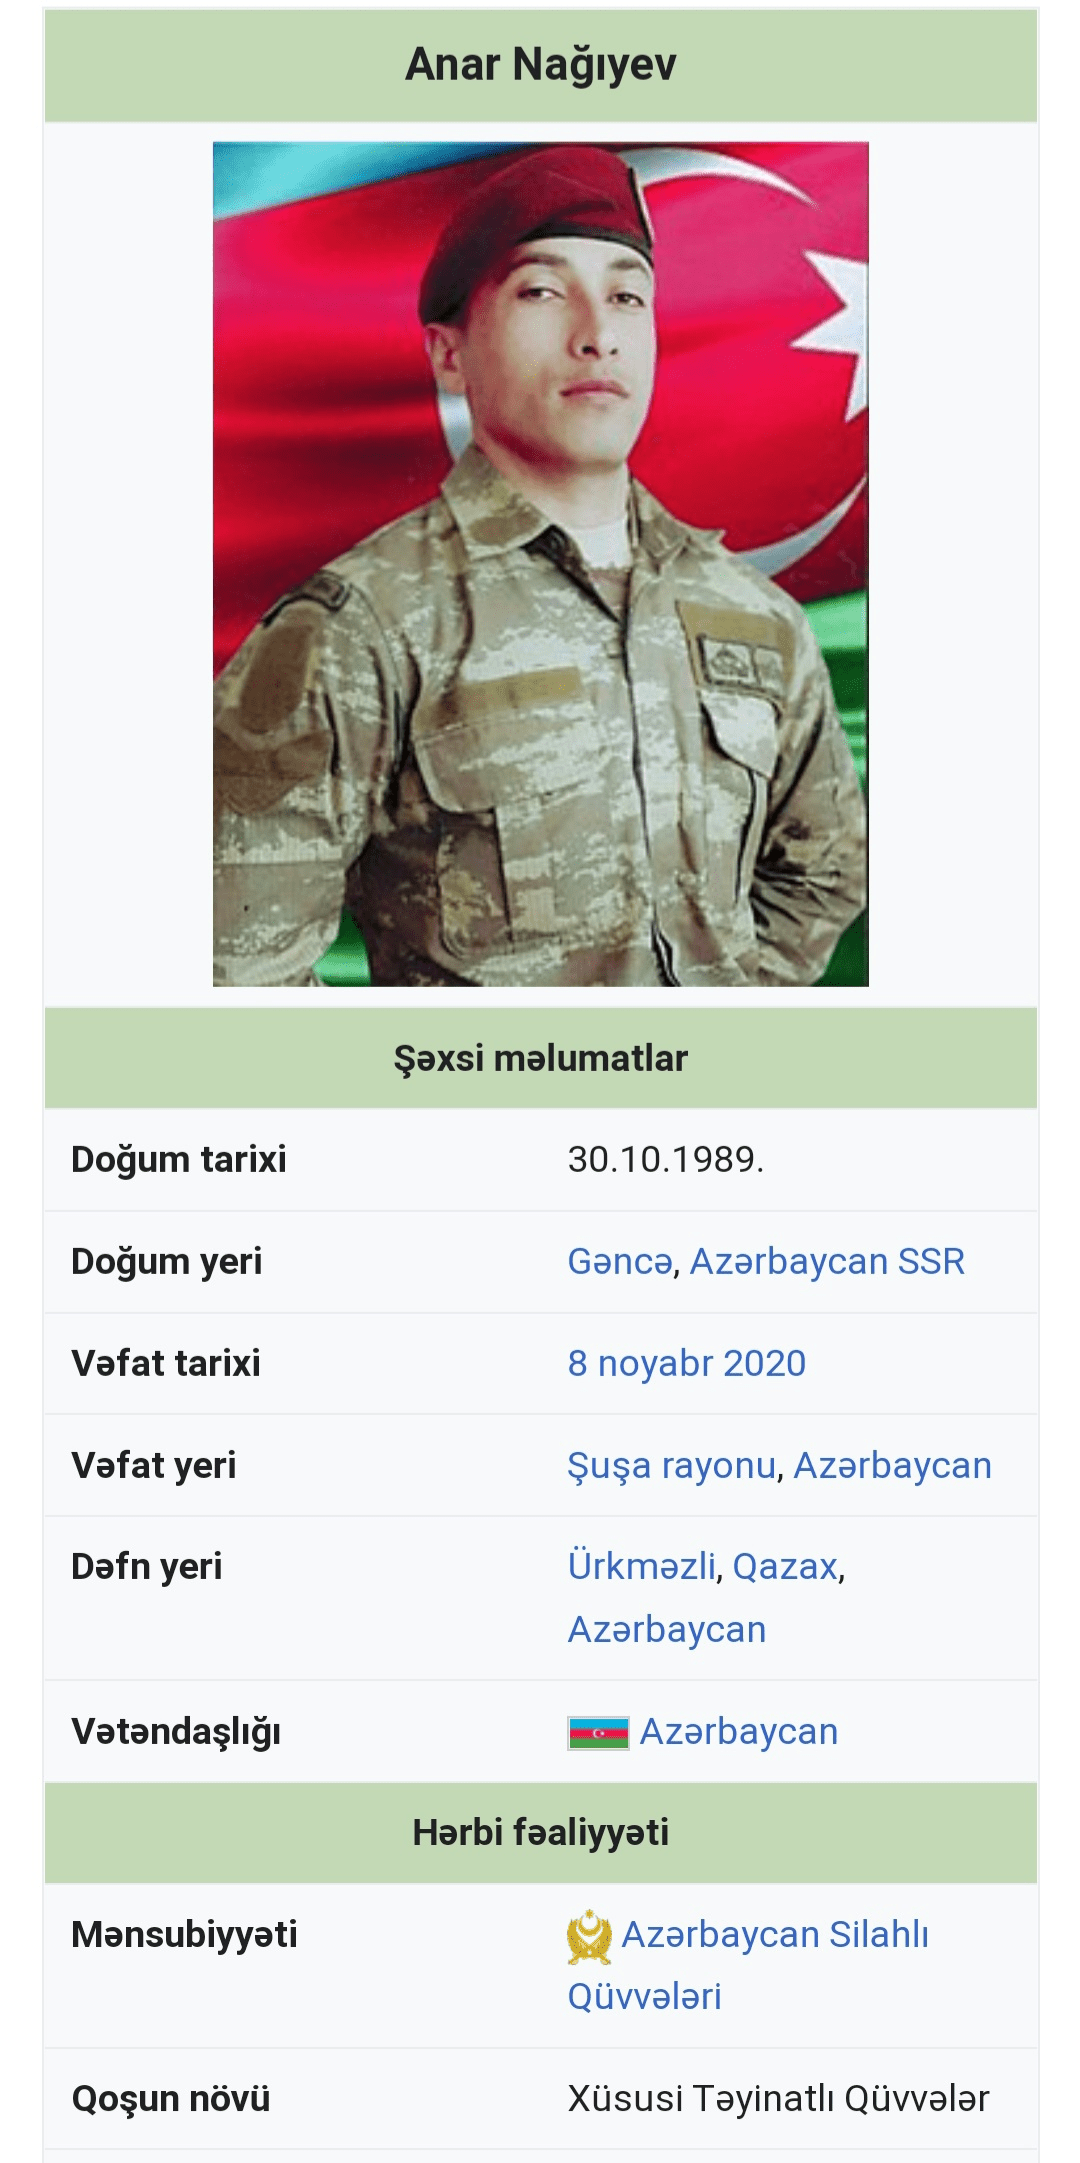 Anar Nağıyev
Şəxsi məlumatlar
Doğum tarixi 30.10.1989.
Doğum yeri Gəncə, Azərbaycan SSR
Vəfat tarixi 8 noyabr 2020
Vəfat yeri Şuşa rayonu, Azərbaycan
Dəfn yeri Ürkməzli, Qazax,
Azərbaycan
Vətəndaşlığı Azərbaycan
Hərbi fəaliyyəti
Mənsubiyyəti Azərbaycan Silahlı
Qüvvələri
Qoşun növü Xüsusi Təyinatlı Qüvvələr